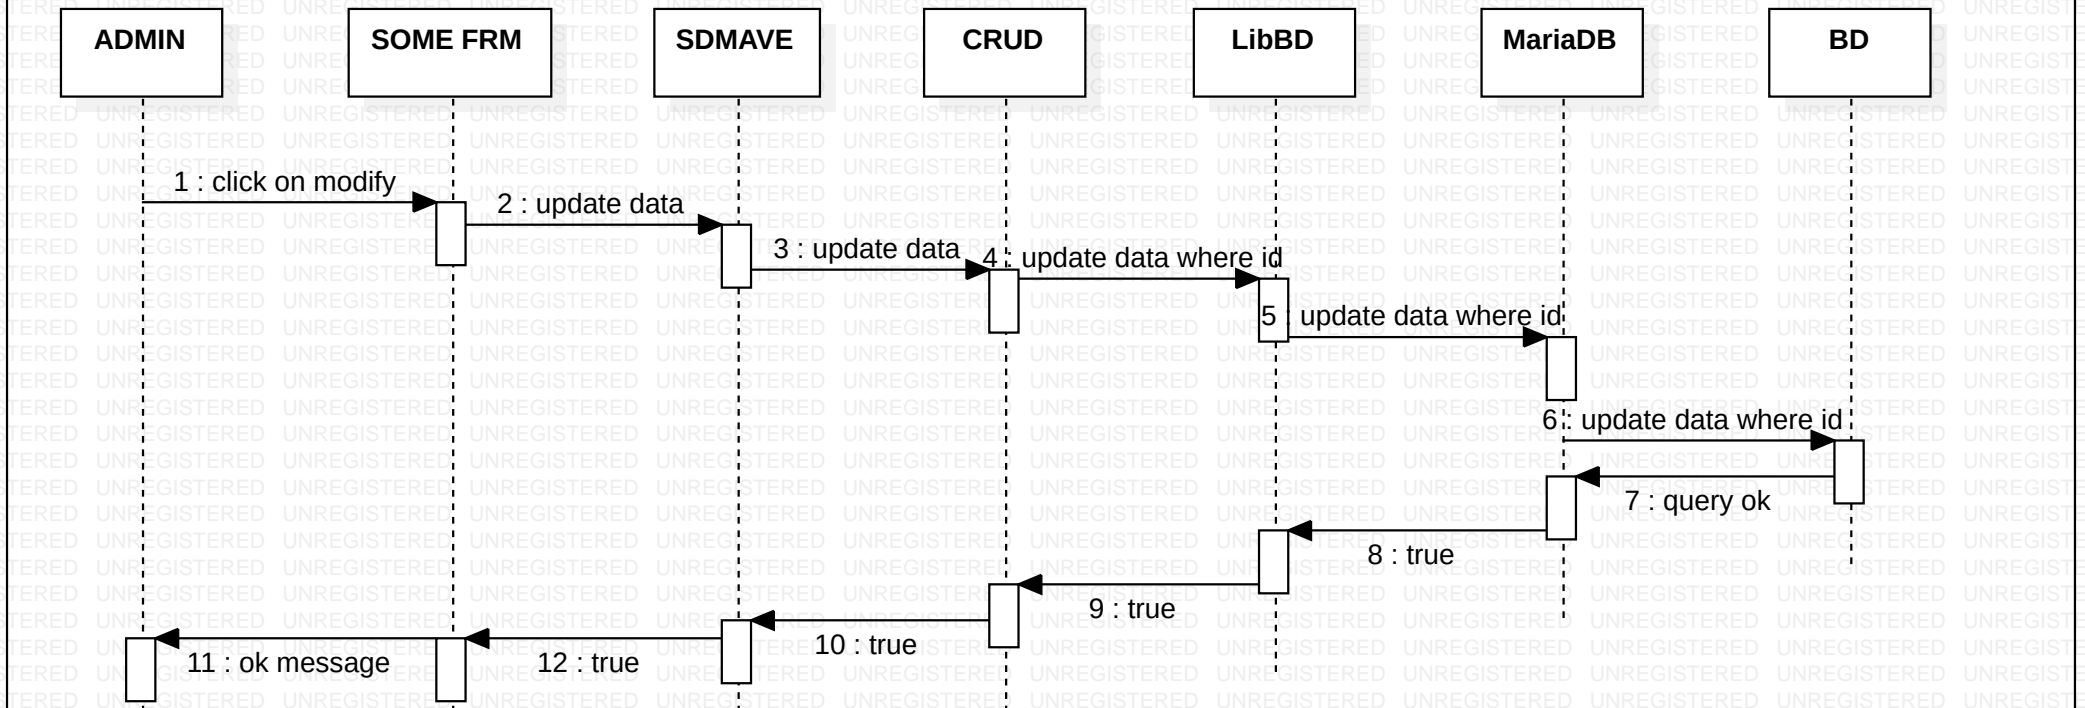 ADMIN
SOME FRM
SDMAVE
CRUD
LibBD
MariaDB
BD
1 : click on modify
2 : update data
3 : update data
4 : update data where id
5 : update data where id
6 : update data where id
7 : query ok
8 : true
9 : true
10 : true
11 : ok message
12 : true
UNREGISTERED